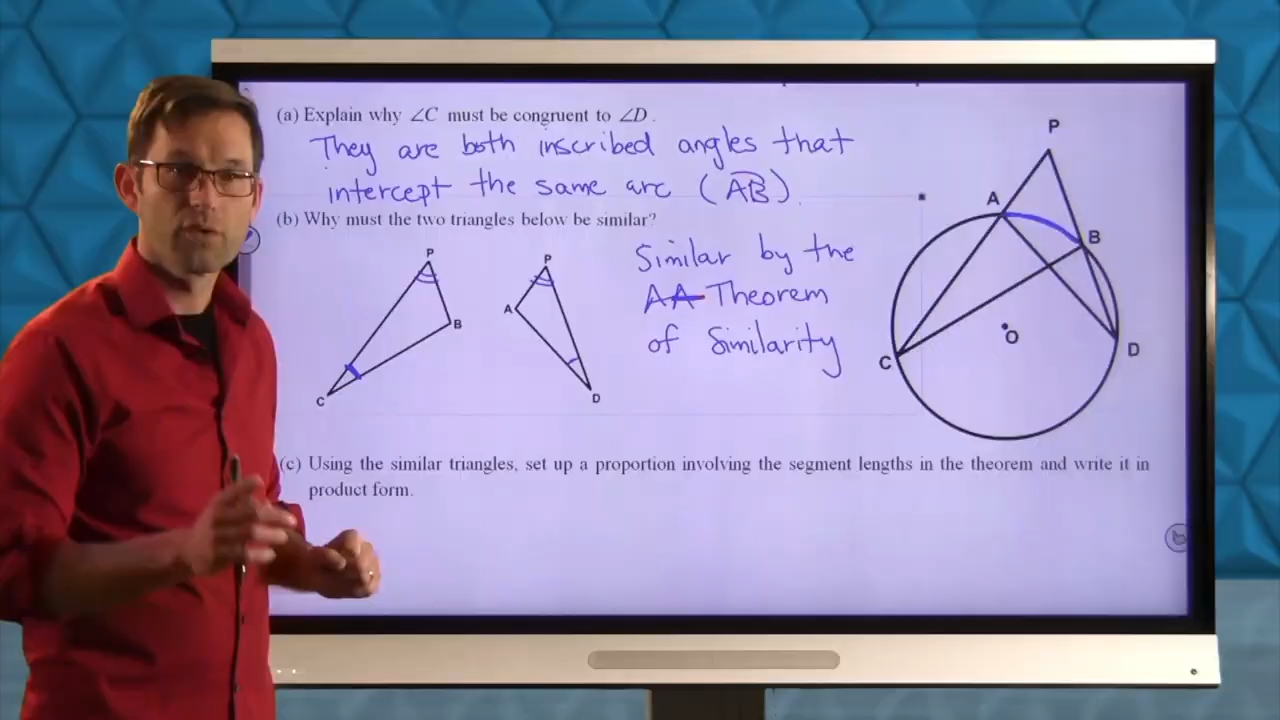 (a) Explain why ∠C must be congruent to ∠D.
They are both inscribed angles that
intercept the same arc (A͡B).
(b) Why must the two triangles below be similar?
P
B
C
P
A
D
Similar by the
AA Theorem
of Similarity
P
A
B
O
C
D
(c) Using the similar triangles, set up a proportion involving the segment lengths in the theorem and write it in
product form.